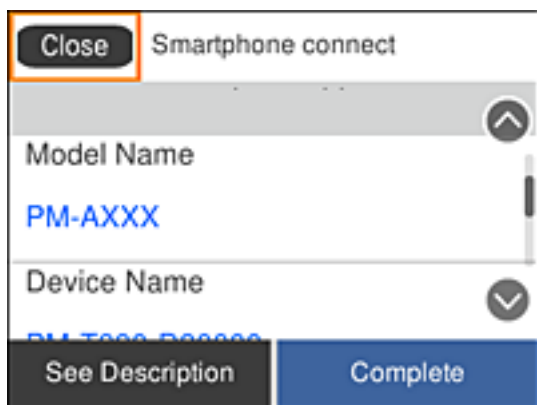 Close Smartphone connect
Model Name
PM-AXXX
Device Name
See Description Complete